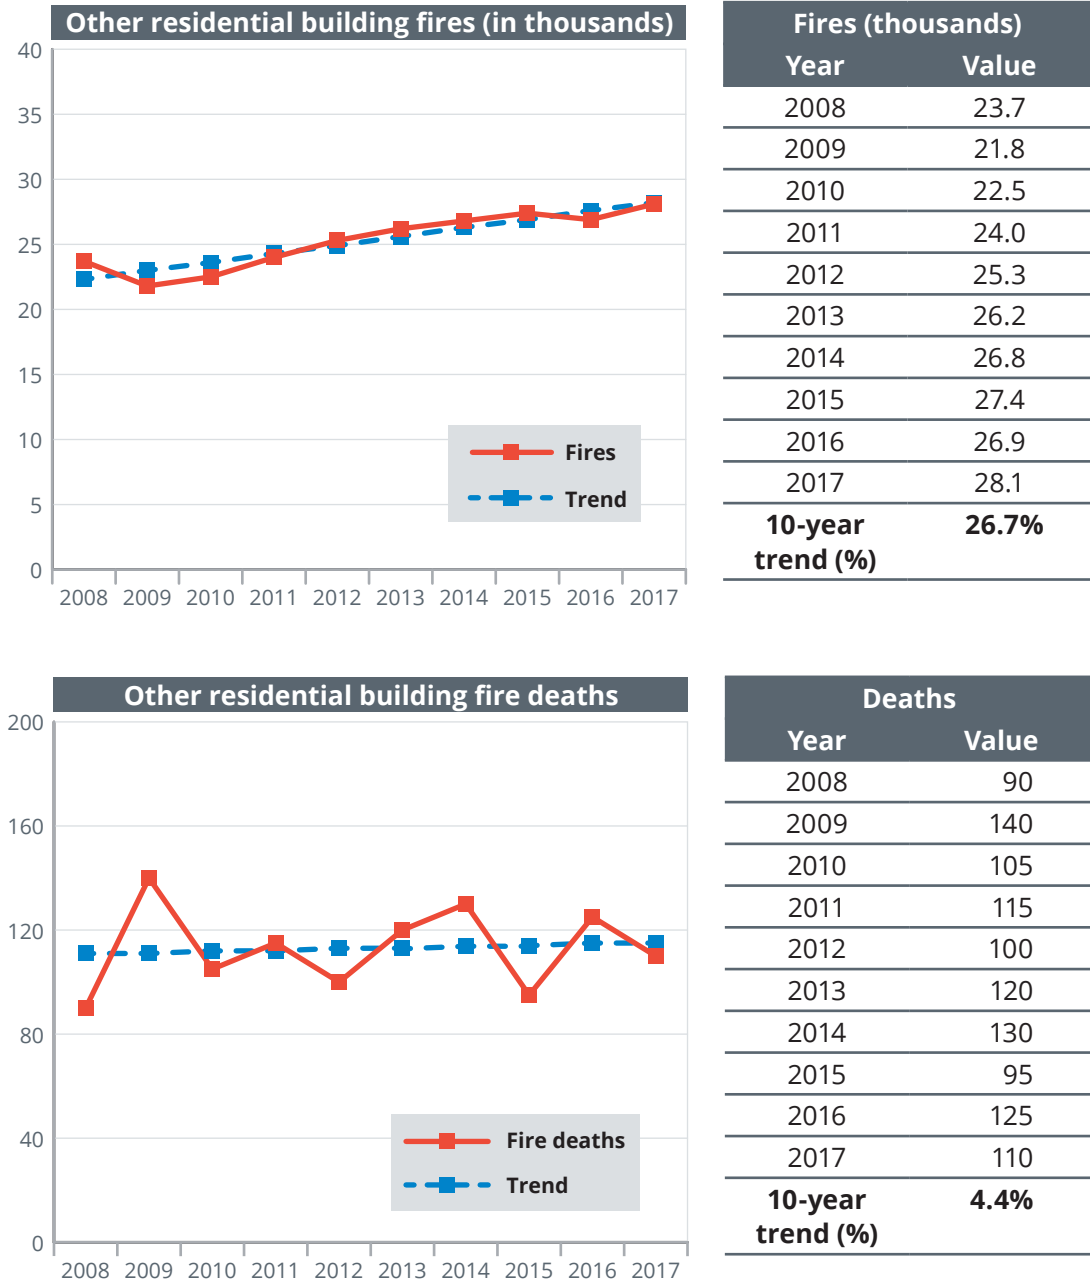 Other residential building fires (in thousands)
40
35
30
25
20
15
10
5
0
Fires
Trend
2008 2009 2010 2011 2012 2013 2014 2015 2016 2017
Fires (thousands)
Year Value
2008 23.7
2009 21.8
2010 22.5
2011 24.0
2012 25.3
2013 26.2
2014 26.8
2015 27.4
2016 26.9
2017 28.1
10-year 26.7%
trend (%)
Other residential building fire deaths
200
160
120
80
40
0
Fire deaths
Trend
2008 2009 2010 2011 2012 2013 2014 2015 2016 2017
Deaths
Year Value
2008 90
2009 140
2010 105
2011 115
2012 100
2013 120
2014 130
2015 95
2016 125
2017 110
10-year 4.4%
trend (%)